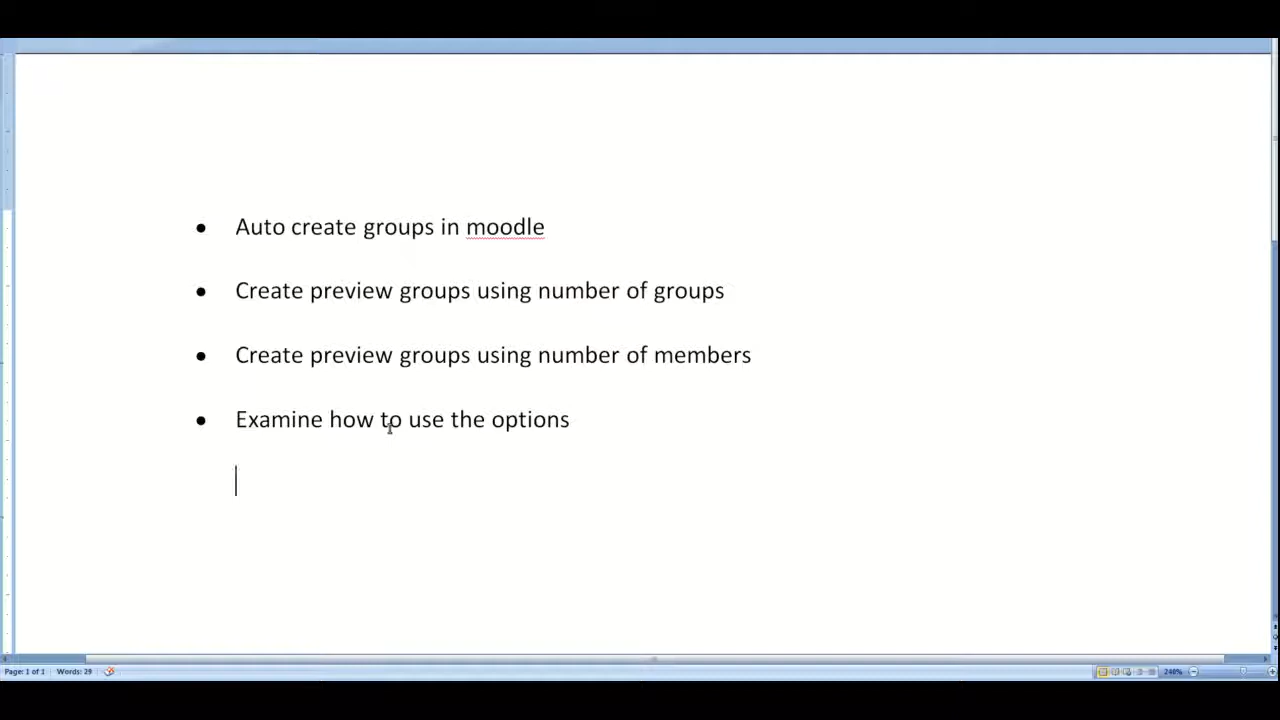 • Auto create groups in moodle
• Create preview groups using number of groups
• Create preview groups using number of members
• Examine how to use the options
Page: 1 of 1 Words: 29 240%